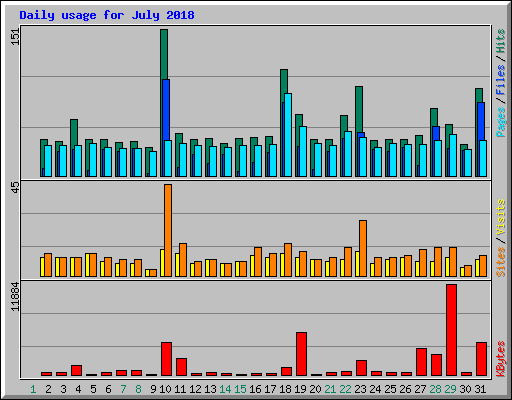 Daily usage for July 2018
151
Pages / Files / Hits
45
Sites / Visits
11884
KBytes
1 2 3 4 5 6 7 8 9 10 11 12 13 14 15 16 17 18 19 20 21 22 23 24 25 26 27 28 29 30 31